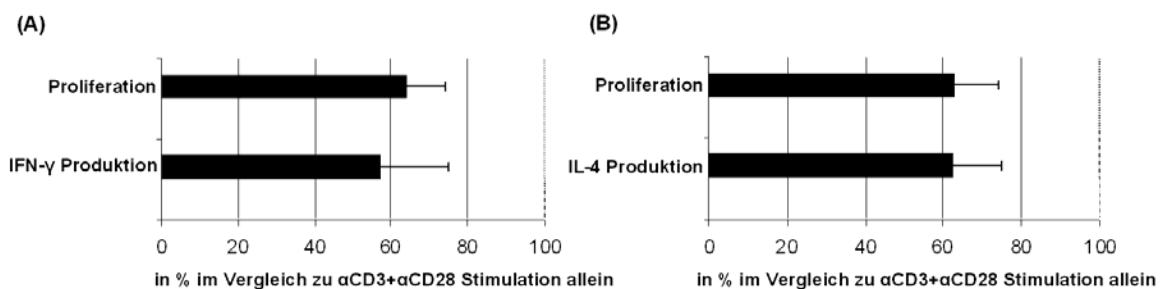 (A)
Proliferation
IFN-γ Produktion
0 20 40 60 80 100
in % im Vergleich zu αCD3+αCD28 Stimulation allein
(B)
Proliferation
IL-4 Produktion
0 20 40 60 80 100
in % im Vergleich zu αCD3+αCD28 Stimulation allein